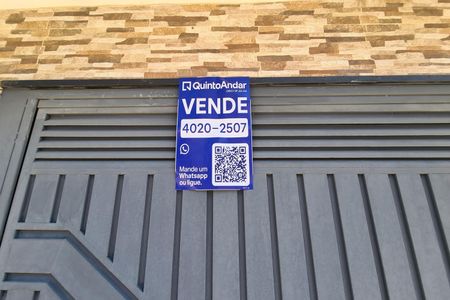 QuintoAndar
VENDE
4020-2507
Mande um
Whatsapp
ou ligue.